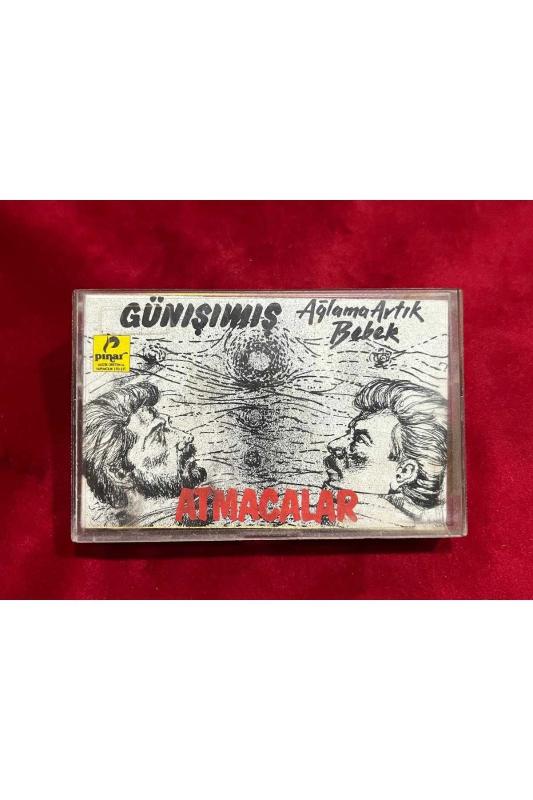 GÜNIŞIMIŞ
Ağlama Artık
Bebek
pınar
ATMACALAR